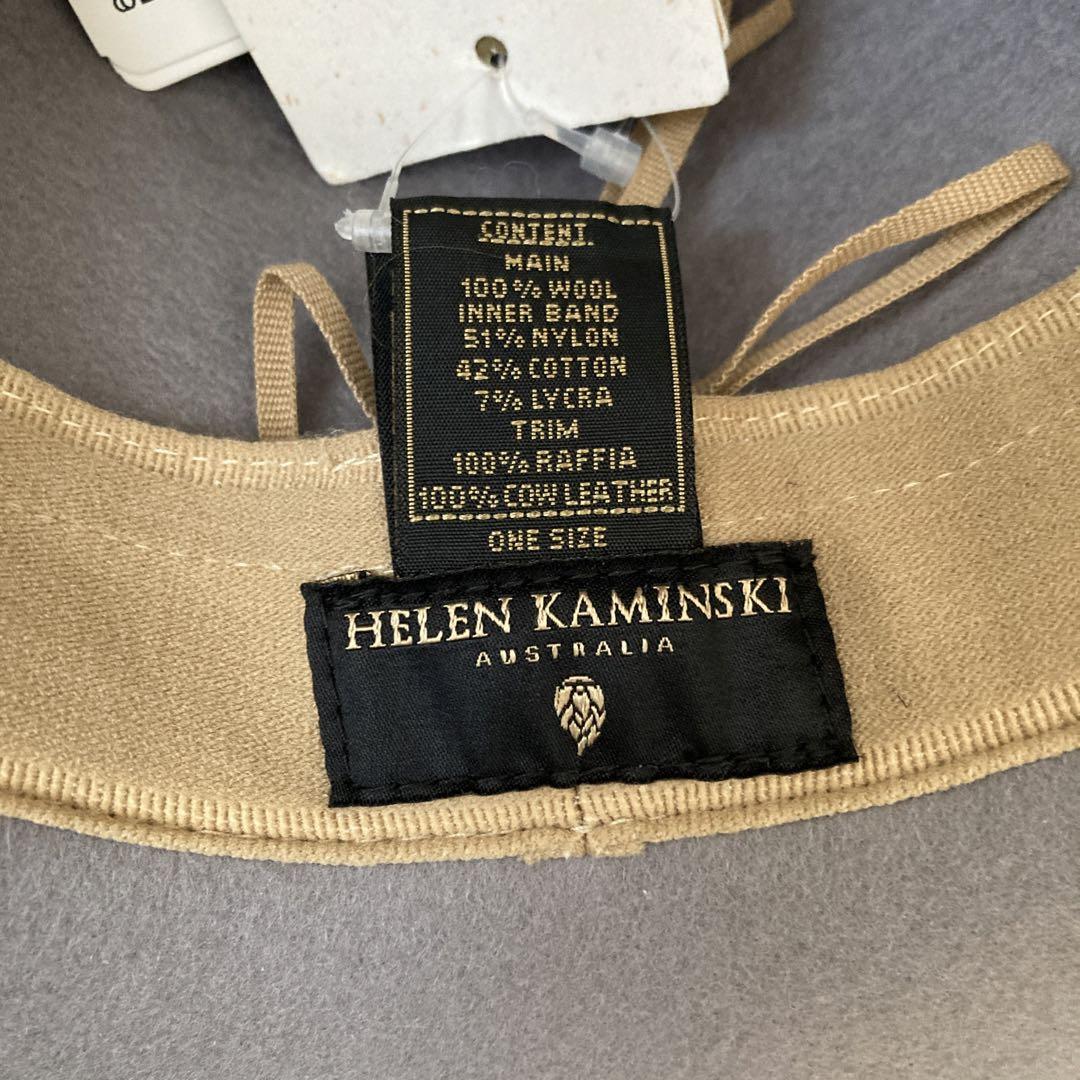 CONTENT
MAIN
100% WOOL
INNER BAND
51% NYLON
42% COTTON
7% LYCRA
TRIM
100% RAFFIA
100% COW LEATHER
ONE SIZE
HELEN KAMINSKI
AUSTRALIA